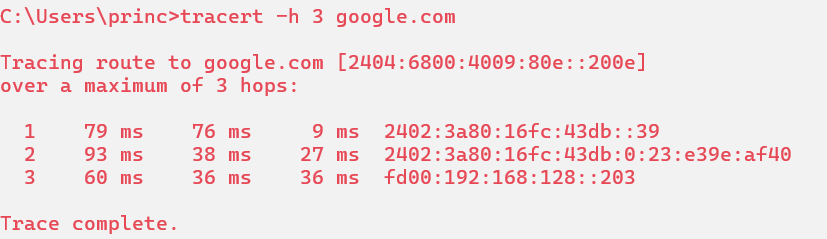 C:\Users\princ>tracert -h 3 google.com
Tracing route to google.com [2404:6800:4009:80e::200e]
over a maximum of 3 hops:
1 79 ms 76 ms 9 ms 2402:3a80:16fc:43db::39
2 93 ms 38 ms 27 ms 2402:3a80:16fc:43db:0:23:e39e:af40
3 60 ms 36 ms 36 ms fd00:192:168:128::203
Trace complete.